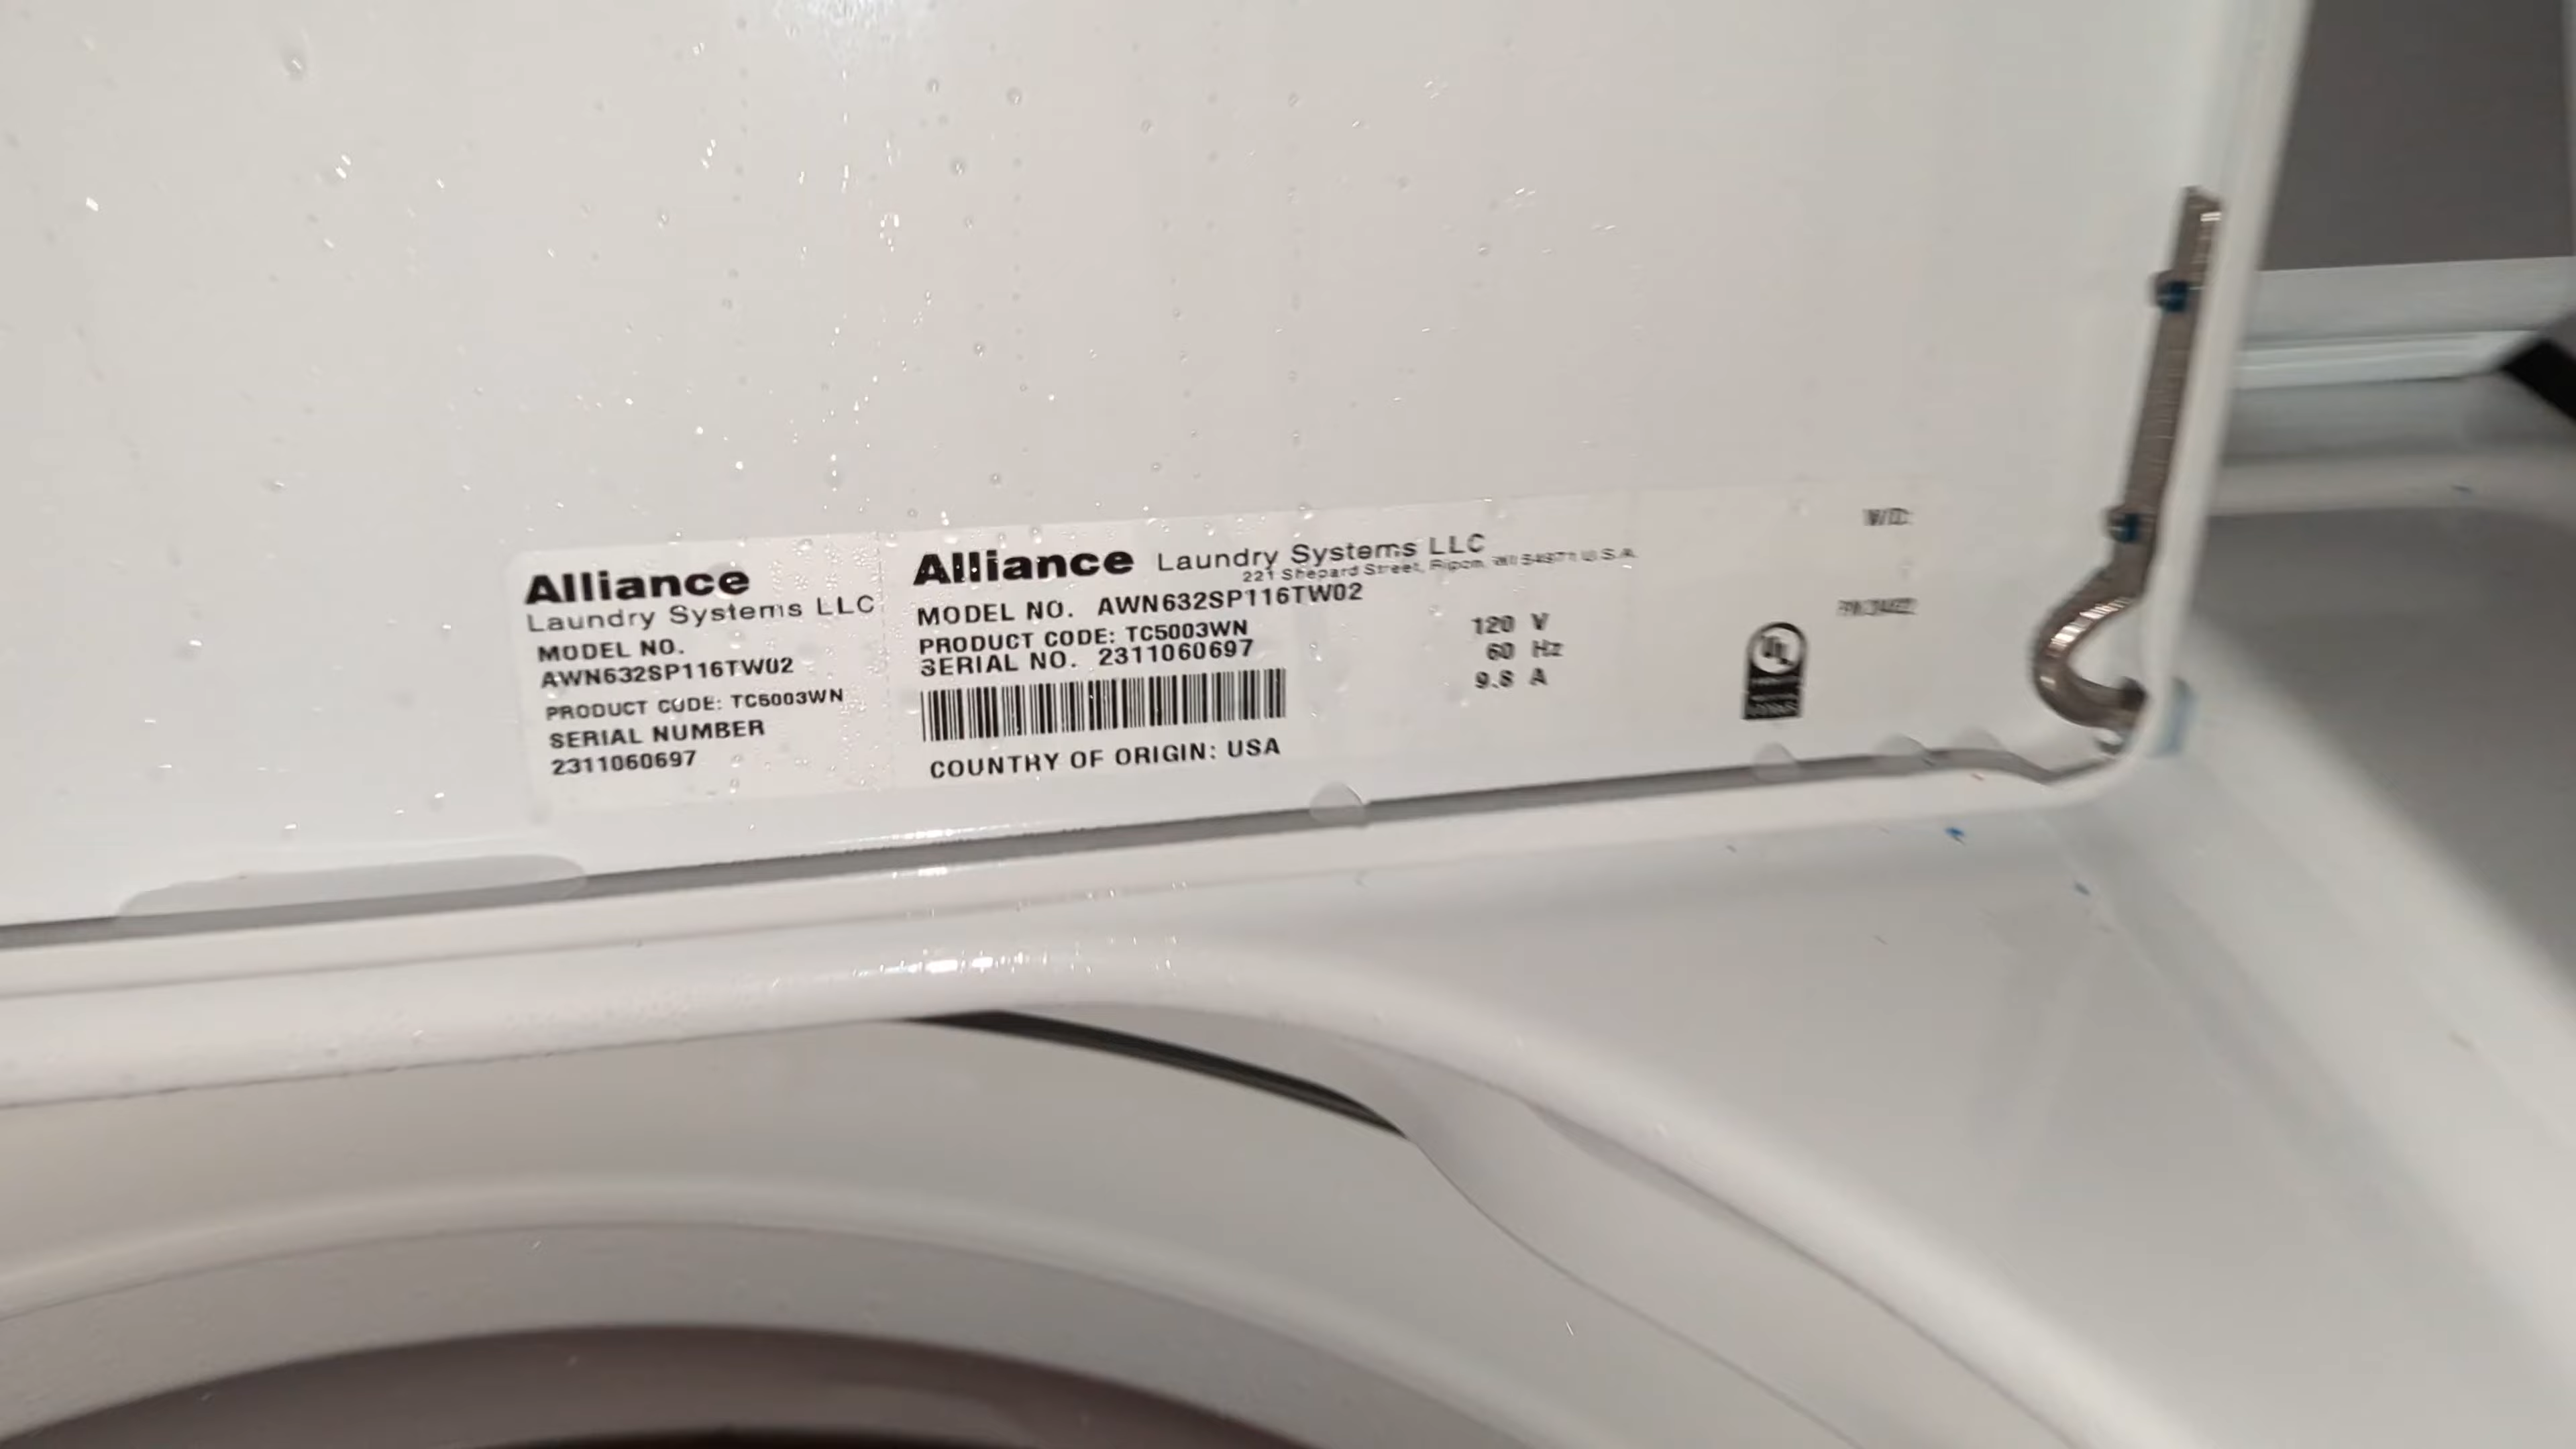 Alliance
Laundry Systems LLC
MODEL NO.
AWN632SP116TW02
PRODUCT CODE: TC5003WN
SERIAL NUMBER
2311060697
Alliance Laundry Systems LLC
221 Shepard Street, Ripon, WI 54971 U.S.A.
MODEL NO. AWN632SP116TW02
PRODUCT CODE: TC5003WN
SERIAL NO. 2311060697
COUNTRY OF ORIGIN: USA
120 V
60 Hz
9.8 A
UL